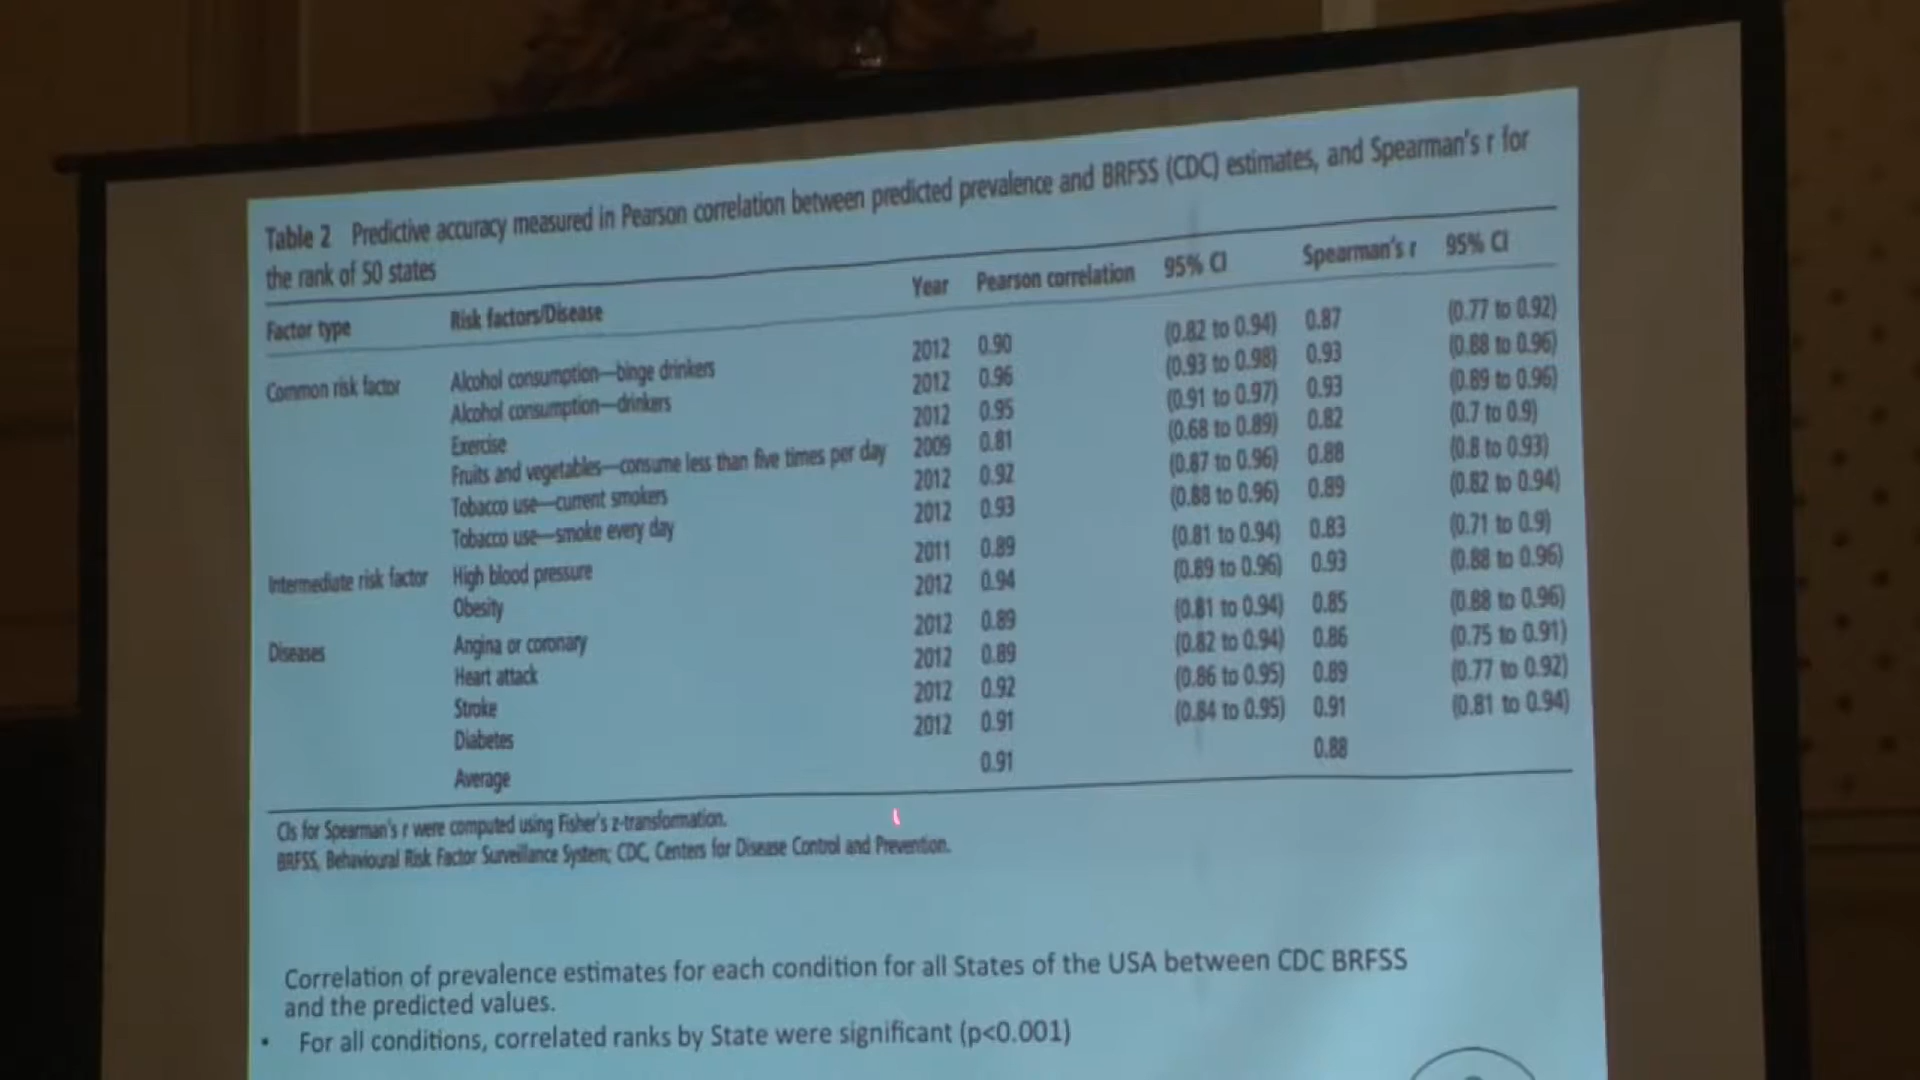 Table 2 Predictive accuracy measured in Pearson correlation between predicted prevalence and BRFSS (CDC) estimates, and Spearman's r for
the rank of 50 states
Factor type Risk factors/Disease Year Pearson correlation 95% CI Spearman's r 95% CI
Common risk factor Alcohol consumption—binge drinkers 2012 0.90 (0.82 to 0.94) 0.87 (0.77 to 0.92)
Alcohol consumption—drinkers 2012 0.96 (0.93 to 0.98) 0.93 (0.88 to 0.96)
Exercise 2012 0.95 (0.91 to 0.97) 0.93 (0.89 to 0.96)
Fruits and vegetables—consume less than five times per day 2009 0.81 (0.68 to 0.89) 0.82 (0.7 to 0.9)
Tobacco use—current smokers 2012 0.92 (0.87 to 0.96) 0.88 (0.8 to 0.93)
Tobacco use—smoke every day 2012 0.93 (0.88 to 0.96) 0.89 (0.82 to 0.94)
Intermediate risk factor High blood pressure 2011 0.89 (0.81 to 0.94) 0.83 (0.71 to 0.9)
Obesity 2012 0.94 (0.89 to 0.96) 0.93 (0.88 to 0.96)
Diseases Angina or coronary 2012 0.89 (0.81 to 0.94) 0.85 (0.88 to 0.96)
Heart attack 2012 0.89 (0.82 to 0.94) 0.86 (0.75 to 0.91)
Stroke 2012 0.92 (0.86 to 0.95) 0.89 (0.77 to 0.92)
Diabetes 2012 0.91 (0.84 to 0.95) 0.91 (0.81 to 0.94)
Average 0.91 0.88
CIs for Spearman's r were computed using Fisher's z-transformation.
BRFSS, Behavioural Risk Factor Surveillance System; CDC, Centers for Disease Control and Prevention.
Correlation of prevalence estimates for each condition for all States of the USA between CDC BRFSS
and the predicted values.
• For all conditions, correlated ranks by State were significant (p<0.001)